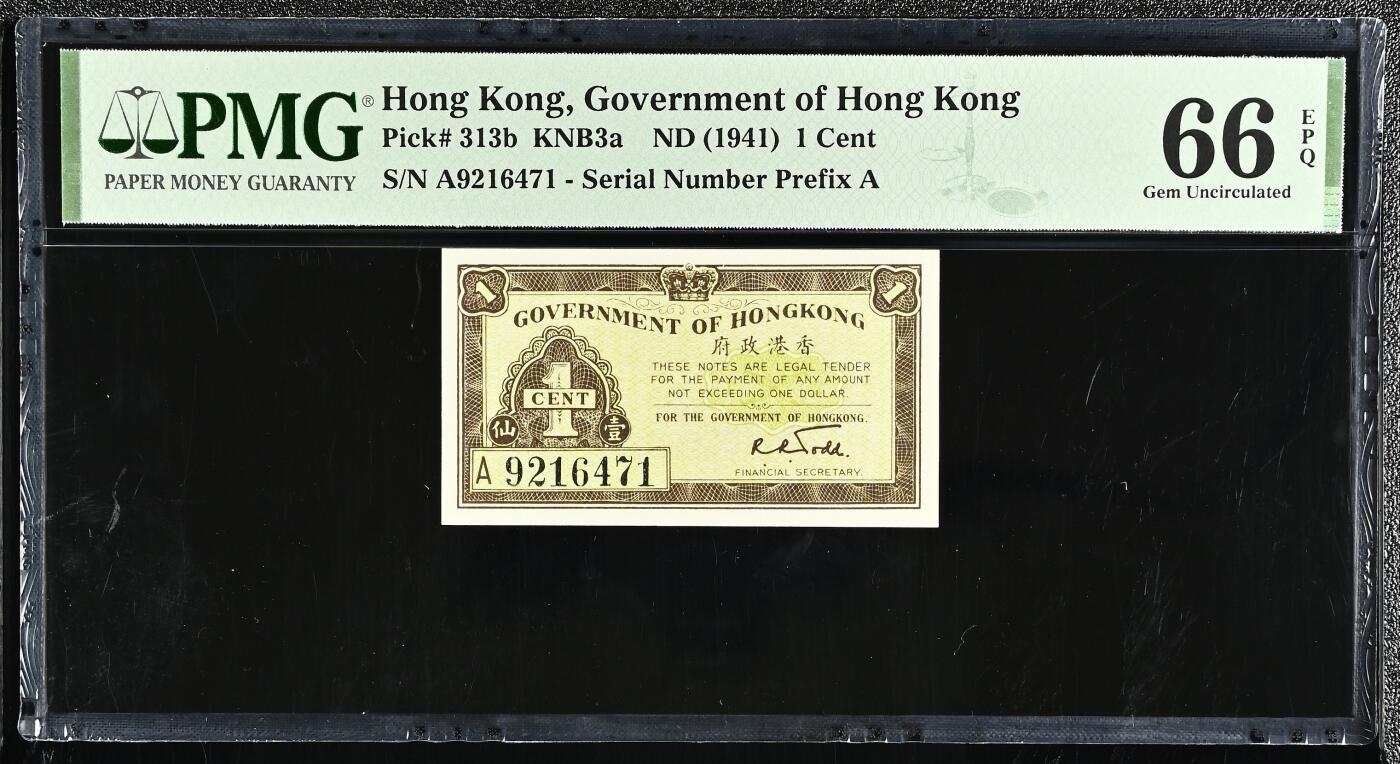 PMG®
PAPER MONEY GUARANTY
Hong Kong, Government of Hong Kong
Pick# 313b KNB3a ND (1941) 1 Cent
S/N A9216471 - Serial Number Prefix A
66 EPQ
Gem Uncirculated
1 1
GOVERNMENT OF HONGKONG
府政港香
THESE NOTES ARE LEGAL TENDER
FOR THE PAYMENT OF ANY AMOUNT
NOT EXCEEDING ONE DOLLAR.
FOR THE GOVERNMENT OF HONGKONG.
R.R. Todd.
FINANCIAL SECRETARY.
1
CENT
仙 壹
A 9216471